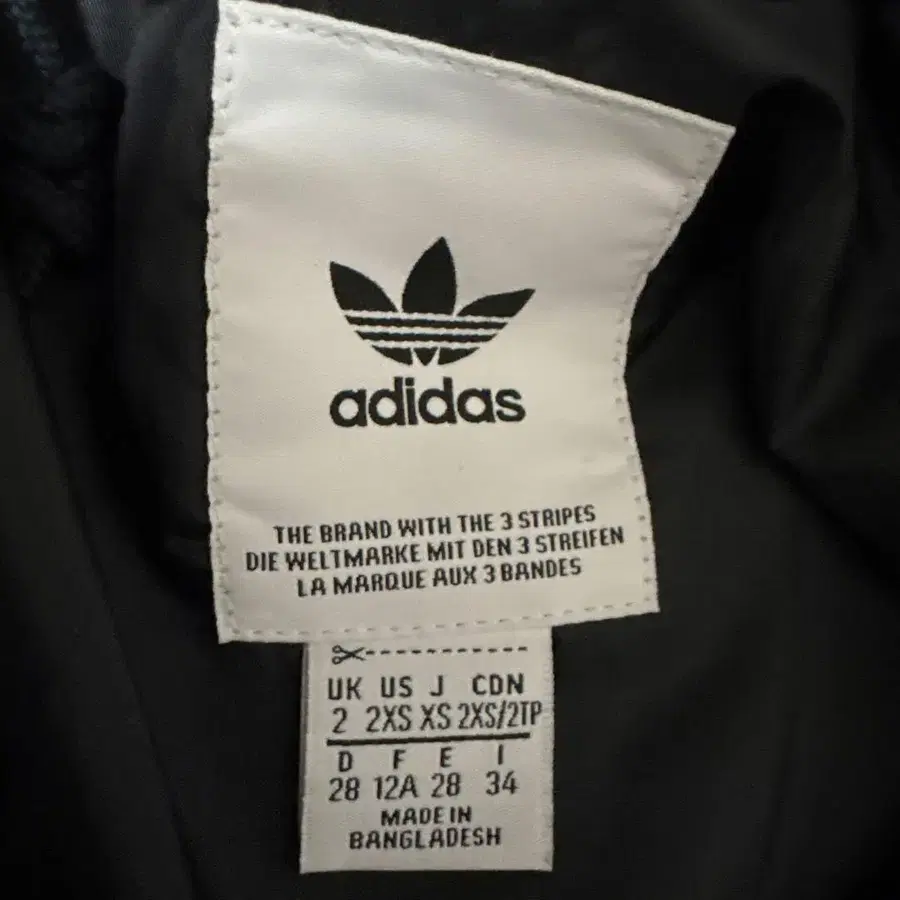 adidas
THE BRAND WITH THE 3 STRIPES
DIE WELTMARKE MIT DEN 3 STREIFEN
LA MARQUE AUX 3 BANDES
UK US J CDN
2 2XS XS 2XS/2TP
D F E I
28 12A 28 34
MADE IN
BANGLADESH